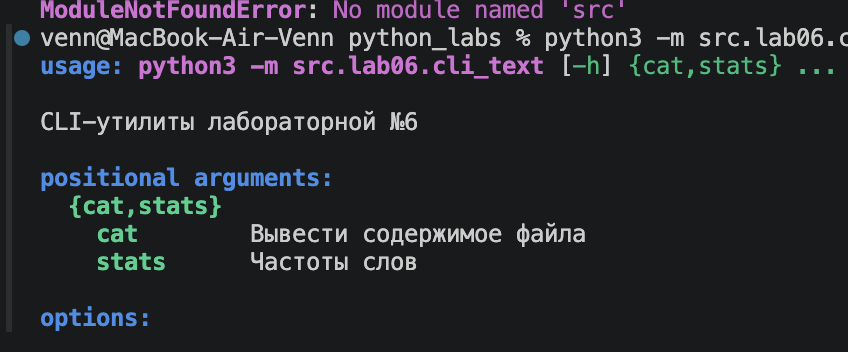 ModuleNotFoundError: No module named 'src'
venn@MacBook-Air-Venn python_labs % python3 -m src.lab06.c
usage: python3 -m src.lab06.cli_text [-h] {cat,stats} ...
CLI-утилиты лабораторной №6
positional arguments:
{cat,stats}
cat Вывести содержимое файла
stats Частоты слов
options: